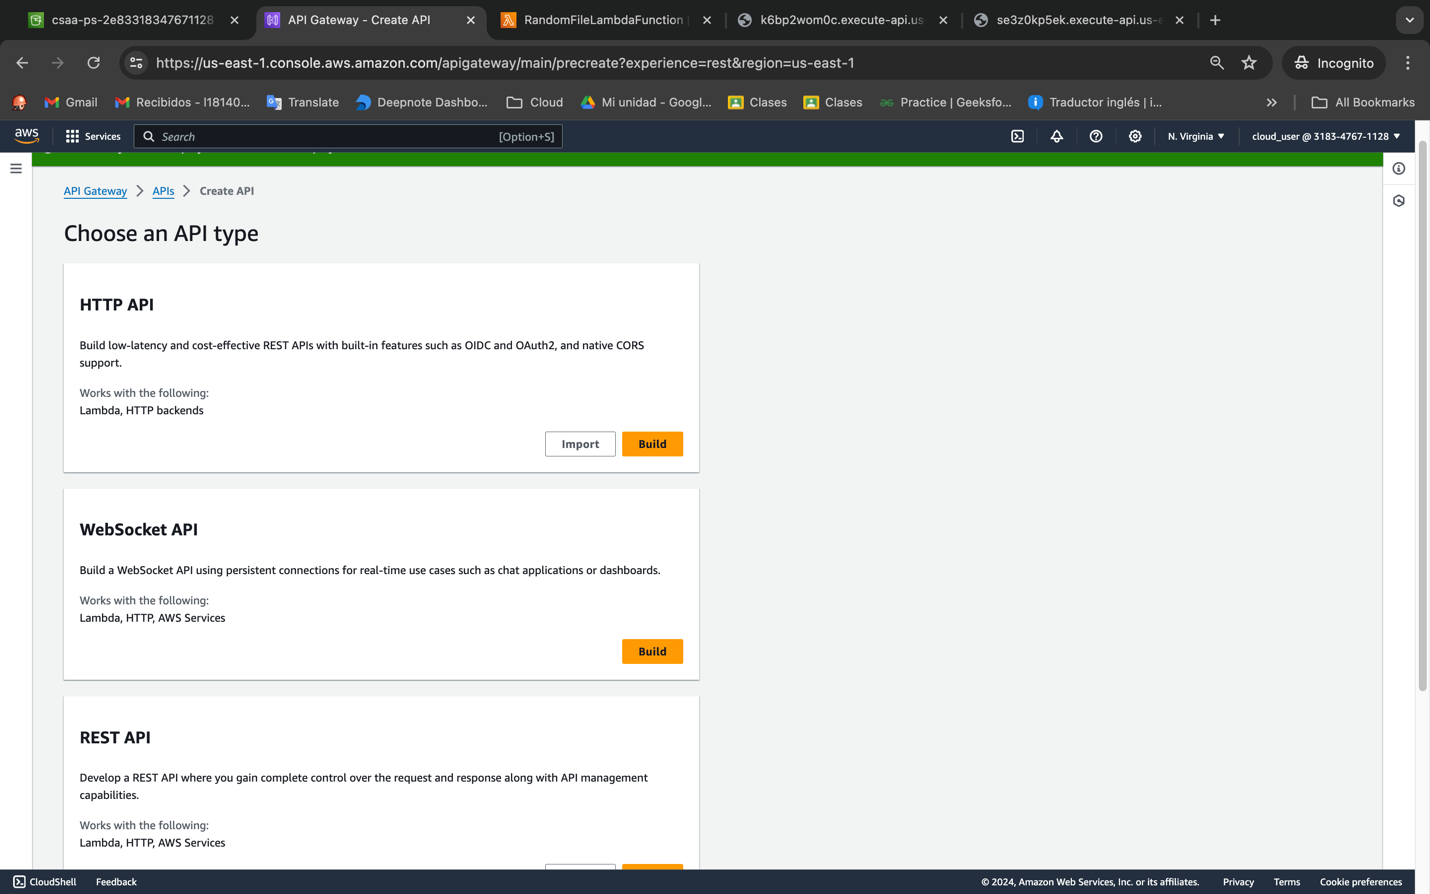 csaa-ps-2e83318347671128
API Gateway - Create API
RandomFileLambdaFunction
k6bp2wom0c.execute-api.us
se3z0kp5ek.execute-api.us-e
https://us-east-1.console.aws.amazon.com/apigateway/main/precreate?experience=rest&region=us-east-1
Incognito
Gmail
Recibidos - l18140...
Translate
Deepnote Dashbo...
Cloud
Mi unidad - Googl...
Clases
Clases
Practice | Geeksfo...
Traductor inglés | i...
All Bookmarks
aws
Services
Search
[Option+S]
N. Virginia
cloud_user @ 3183-4767-1128
API Gateway
APIs
Create API
Choose an API type
HTTP API
Build low-latency and cost-effective REST APIs with built-in features such as OIDC and OAuth2, and native CORS
support.
Works with the following:
Lambda, HTTP backends
Import
Build
WebSocket API
Build a WebSocket API using persistent connections for real-time use cases such as chat applications or dashboards.
Works with the following:
Lambda, HTTP, AWS Services
Build
REST API
Develop a REST API where you gain complete control over the request and response along with API management
capabilities.
Works with the following:
Lambda, HTTP, AWS Services
CloudShell
Feedback
© 2024, Amazon Web Services, Inc. or its affiliates.
Privacy
Terms
Cookie preferences